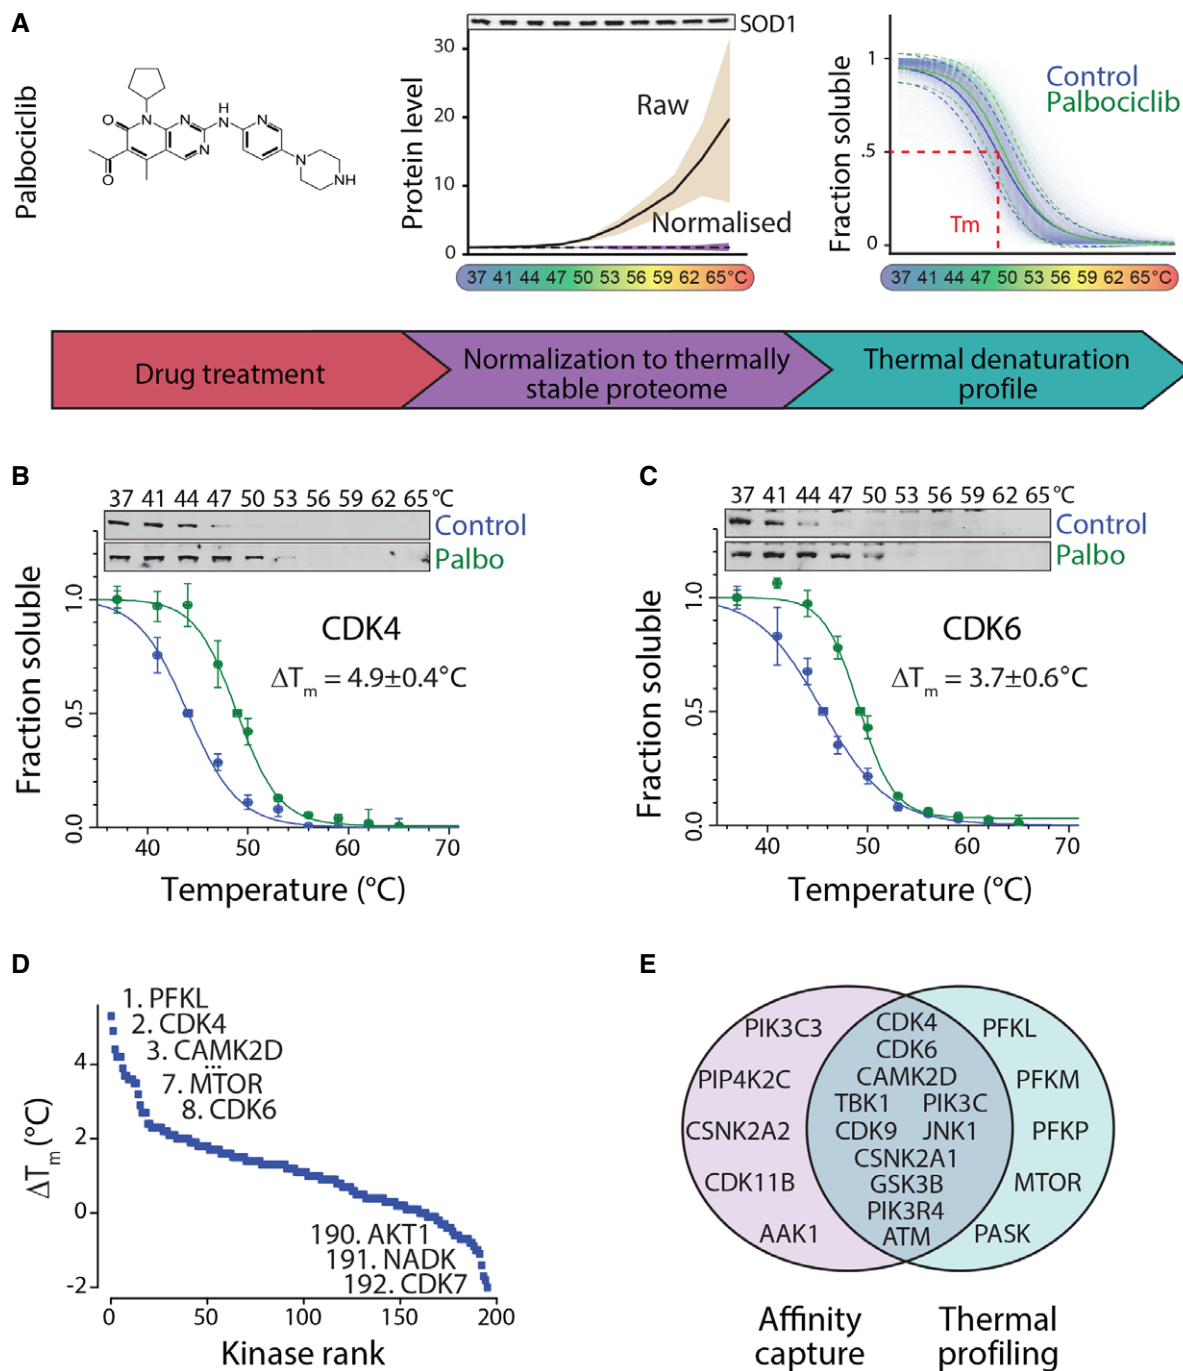 A
Palbociclib
O
N
N
H
N
N
N
O
N
NH
SOD1
Protein level
30
20
10
0
Raw
Normalised
37 41 44 47 50 53 56 59 62 65°C
Fraction soluble
1
.5
0
Control
Palbociclib
Tm
37 41 44 47 50 53 56 59 62 65°C
Drug treatment
Normalization to thermally
stable proteome
Thermal denaturation
profile
B
37 41 44 47 50 53 56 59 62 65 °C
Control
Palbo
Fraction soluble
1.0
0.5
0.0
CDK4
ΔTm = 4.9±0.4°C
40 50 60 70
Temperature (°C)
C
37 41 44 47 50 53 56 59 62 65 °C
Control
Palbo
Fraction soluble
1.0
0.5
0.0
CDK6
ΔTm = 3.7±0.6°C
40 50 60 70
Temperature (°C)
D
ΔTm (°C)
4
2
0
-2
1. PFKL
2. CDK4
3. CAMK2D
...
7. MTOR
8. CDK6
190. AKT1
191. NADK
192. CDK7
0 50 100 150 200
Kinase rank
E
PIK3C3
PIP4K2C
CSNK2A2
CDK11B
AAK1
CDK4
CDK6
CAMK2D
TBK1 PIK3C
CDK9 JNK1
CSNK2A1
GSK3B
PIK3R4
ATM
PFKL
PFKM
PFKP
MTOR
PASK
Affinity
capture
Thermal
profiling